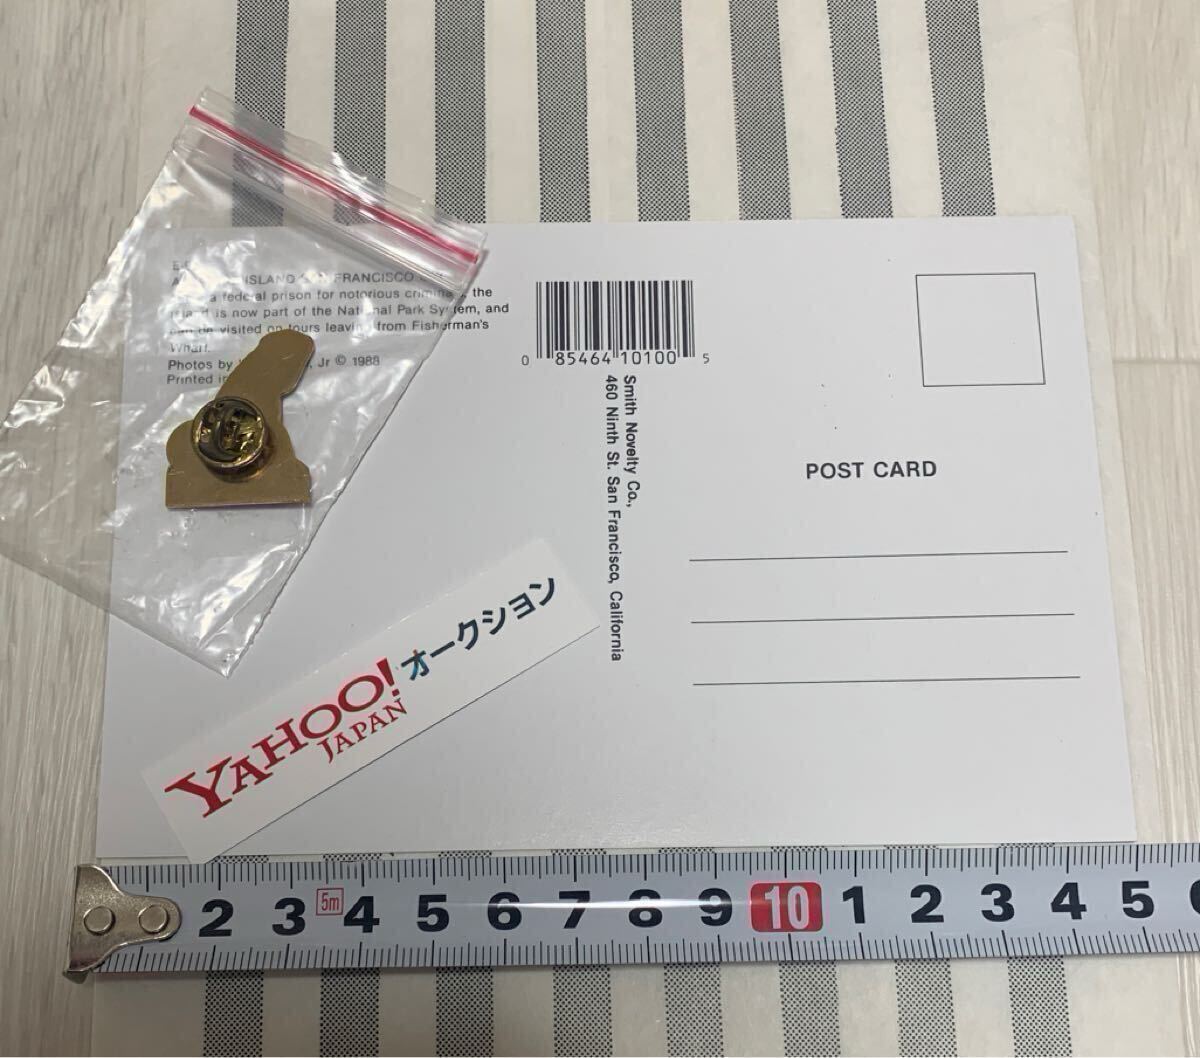 ISLAND FRANCISCO
a federal prison for notorious the
is now part of the National Park System, and
be visited on tours leaving from Fisherman's
Wharf.
Photos by Jr © 1988
Printed in
0 85464 10100 5
Smith Novelty Co.,
460 Ninth St. San Francisco, California
POST CARD
YAHOO! オークション
JAPAN
2 3 5m 4 5 6 7 8 9 10 1 2 3 4 5